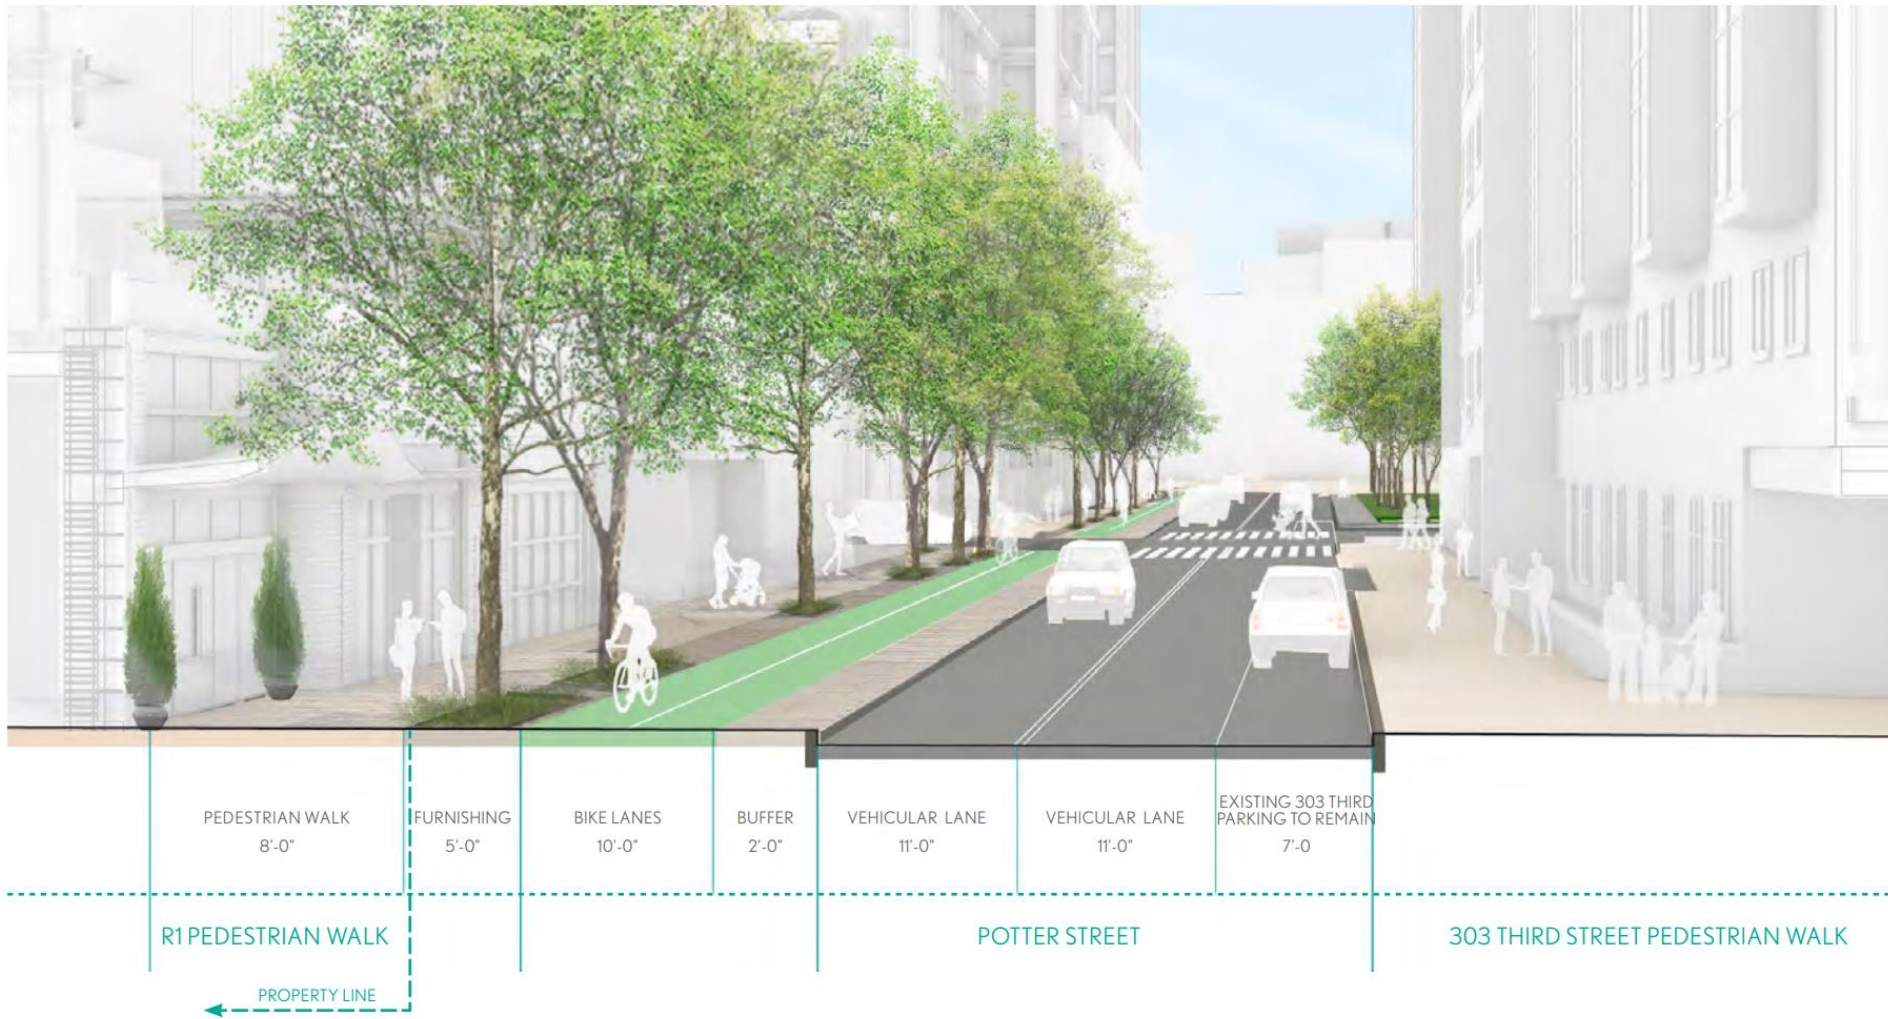 PEDESTRIAN WALK
8'-0"
FURNISHING
5'-0"
BIKE LANES
10'-0"
BUFFER
2'-0"
VEHICULAR LANE
11'-0"
VEHICULAR LANE
11'-0"
EXISTING 303 THIRD
PARKING TO REMAIN
7'-0
R1 PEDESTRIAN WALK
POTTER STREET
303 THIRD STREET PEDESTRIAN WALK
PROPERTY LINE